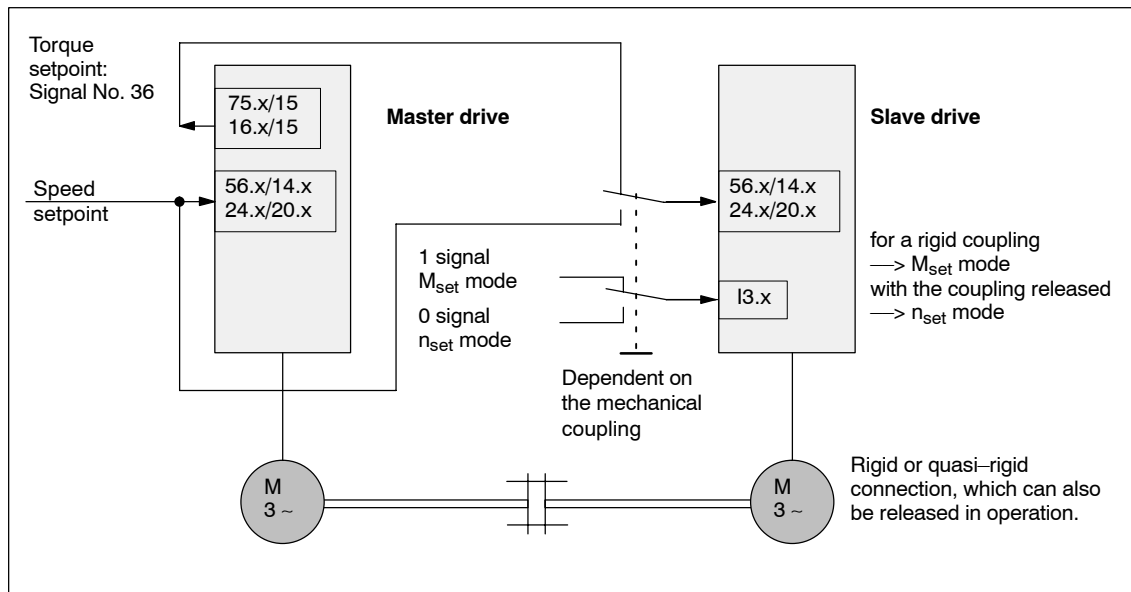 Torque
setpoint:
Signal No. 36
75.x/15
16.x/15
Master drive
Slave drive
Speed
setpoint
56.x/14.x
24.x/20.x
56.x/14.x
24.x/20.x
1 signal
Mset mode
0 signal
nset mode
I3.x
for a rigid coupling
—> Mset mode
with the coupling released
—> nset mode
Dependent on
the mechanical
coupling
M
3 ~
M
3 ~
Rigid or quasi–rigid
connection, which can also
be released in operation.